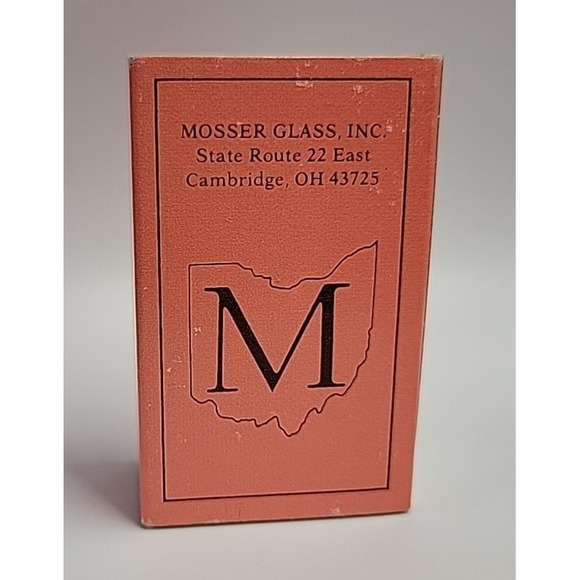 MOSSER GLASS, INC.
State Route 22 East
Cambridge, OH 43725
M